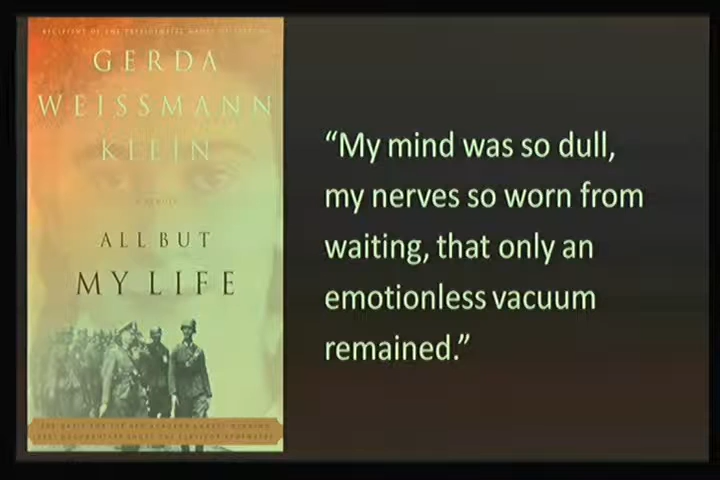 GERDA
WEISSMANN
KLEIN
ALL BUT
MY LIFE
“My mind was so dull,
my nerves so worn from
waiting, that only an
emotionless vacuum
remained.”